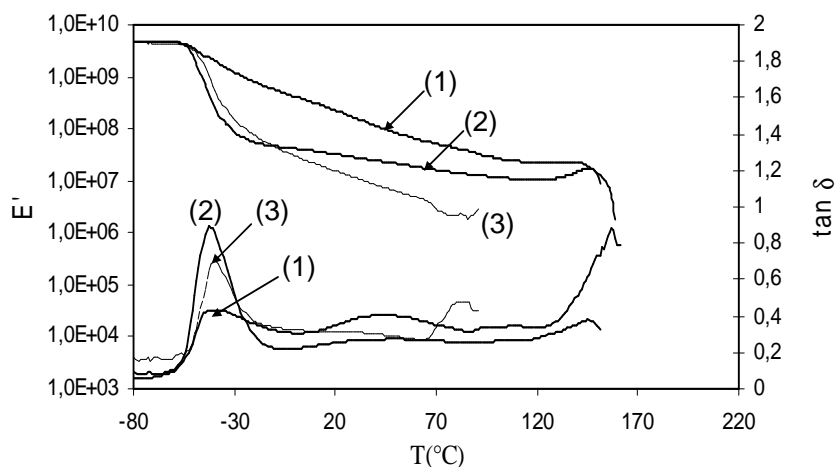 1,0E+10
1,0E+09
1,0E+08
1,0E+07
1,0E+06
1,0E+05
1,0E+04
1,0E+03
E'
2
1,8
1,6
1,4
1,2
1
0,8
0,6
0,4
0,2
0
tan δ
(1)
(2)
(3)
(2)
(3)
(1)
-80 -30 20 70 120 170 220
T(°C)